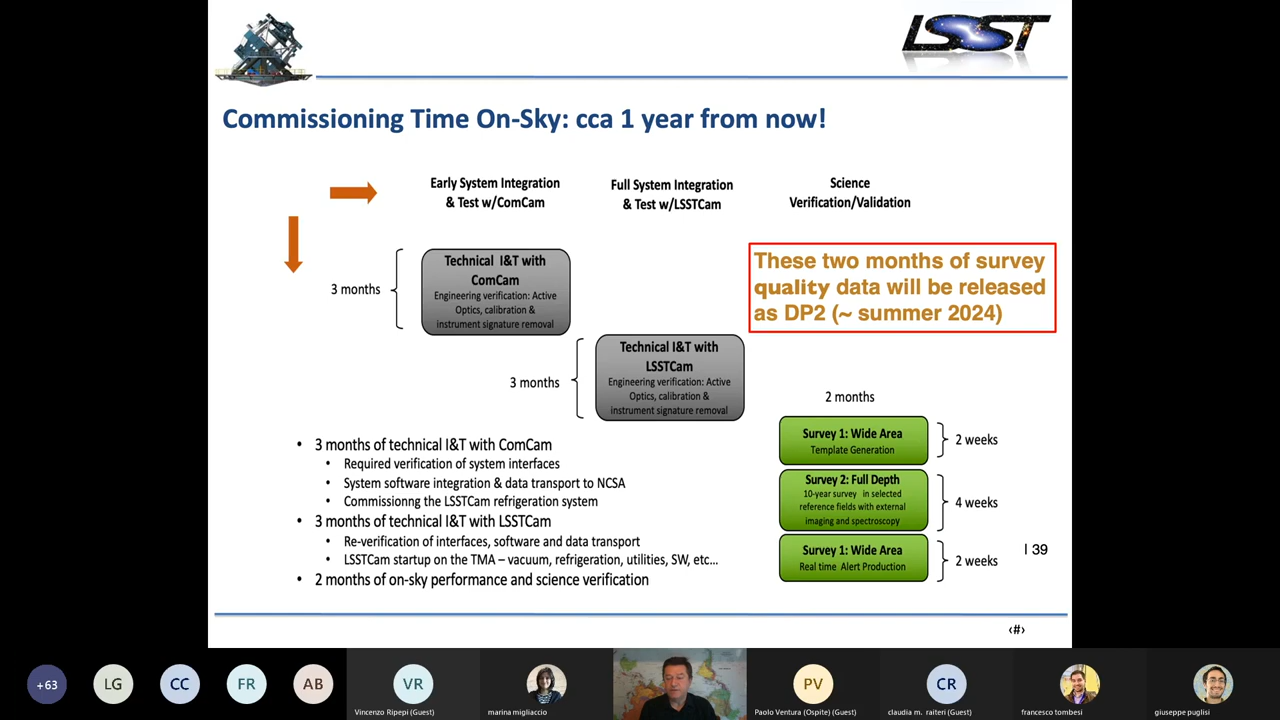 LSST
Commissioning Time On-Sky: cca 1 year from now!
Early System Integration
& Test w/ComCam
Full System Integration
& Test w/LSSTCam
Science
Verification/Validation
3 months
Technical I&T with
ComCam
Engineering verification: Active
Optics, calibration &
instrument signature removal
These two months of survey
quality data will be released
as DP2 (~ summer 2024)
3 months
Technical I&T with
LSSTCam
Engineering verification: Active
Optics, calibration &
instrument signature removal
2 months
Survey 1: Wide Area
Template Generation
2 weeks
Survey 2: Full Depth
10-year survey in selected
reference fields with external
imaging and spectroscopy
4 weeks
Survey 1: Wide Area
Real time Alert Production
2 weeks
• 3 months of technical I&T with ComCam
• Required verification of system interfaces
• System software integration & data transport to NCSA
• Commissionng the LSSTCam refrigeration system
• 3 months of technical I&T with LSSTCam
• Re-verification of interfaces, software and data transport
• LSSTCam startup on the TMA – vacuum, refrigeration, utilities, SW, etc…
• 2 months of on-sky performance and science verification
I 39
‹#›
+63
LG
CC
FR
AB
VR
Vincenzo Ripepi (Guest)
marina migliaccio
PV
Paolo Ventura (Ospite) (Guest)
CR
claudia m. raiteri (Guest)
francesco tombesi
giuseppe puglisi